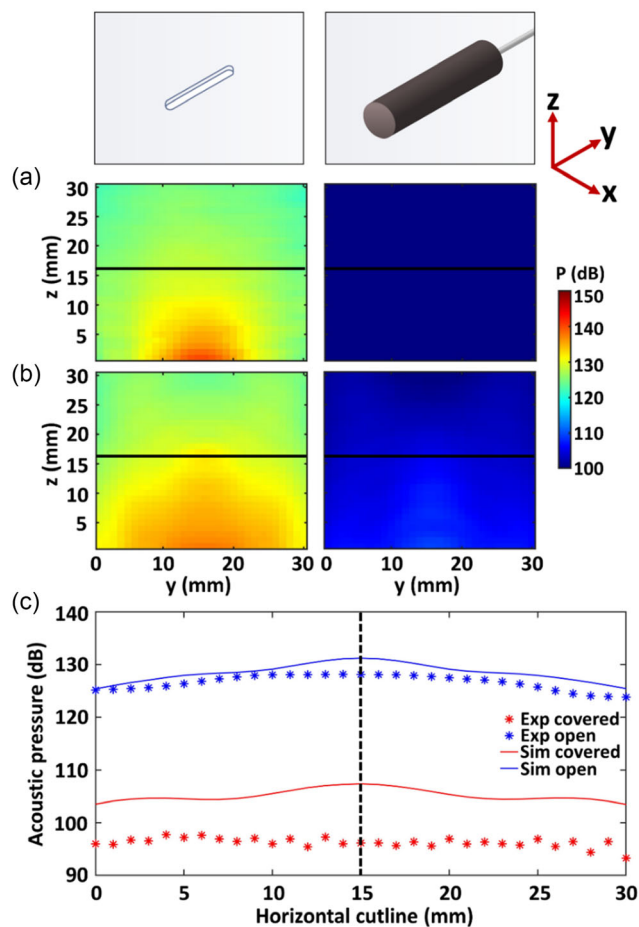 z
y
x
(a)
z (mm)
30
25
20
15
10
5
P (dB)
150
140
130
120
110
100
(b)
z (mm)
30
25
20
15
10
5
0 10 20 30 0 10 20 30
y (mm) y (mm)
(c)
Acoustic pressure (dB)
140
130
120
110
100
90
Exp covered
Exp open
Sim covered
Sim open
0 5 10 15 20 25 30
Horizontal cutline (mm)